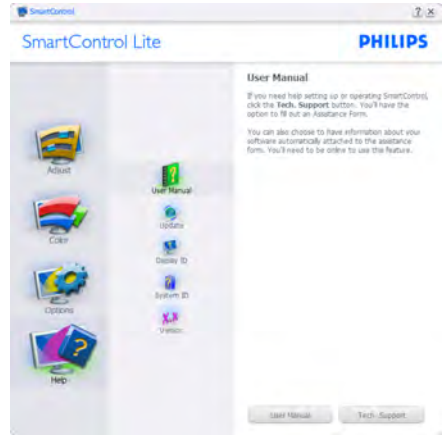 SmartControl
? ×
SmartControl Lite
PHILIPS
User Manual
If you need help setting up or operating SmartControl,
click the Tech. Support button. You'll have the
option to fill out an Assistance Form.
You can also choose to have information about your
software automatically attached to the assistance
form. You'll need to be online to use the feature.
Adjust
Color
Options
Help
User Manual
Update
Display ID
System ID
Version
User Manual
Tech. Support